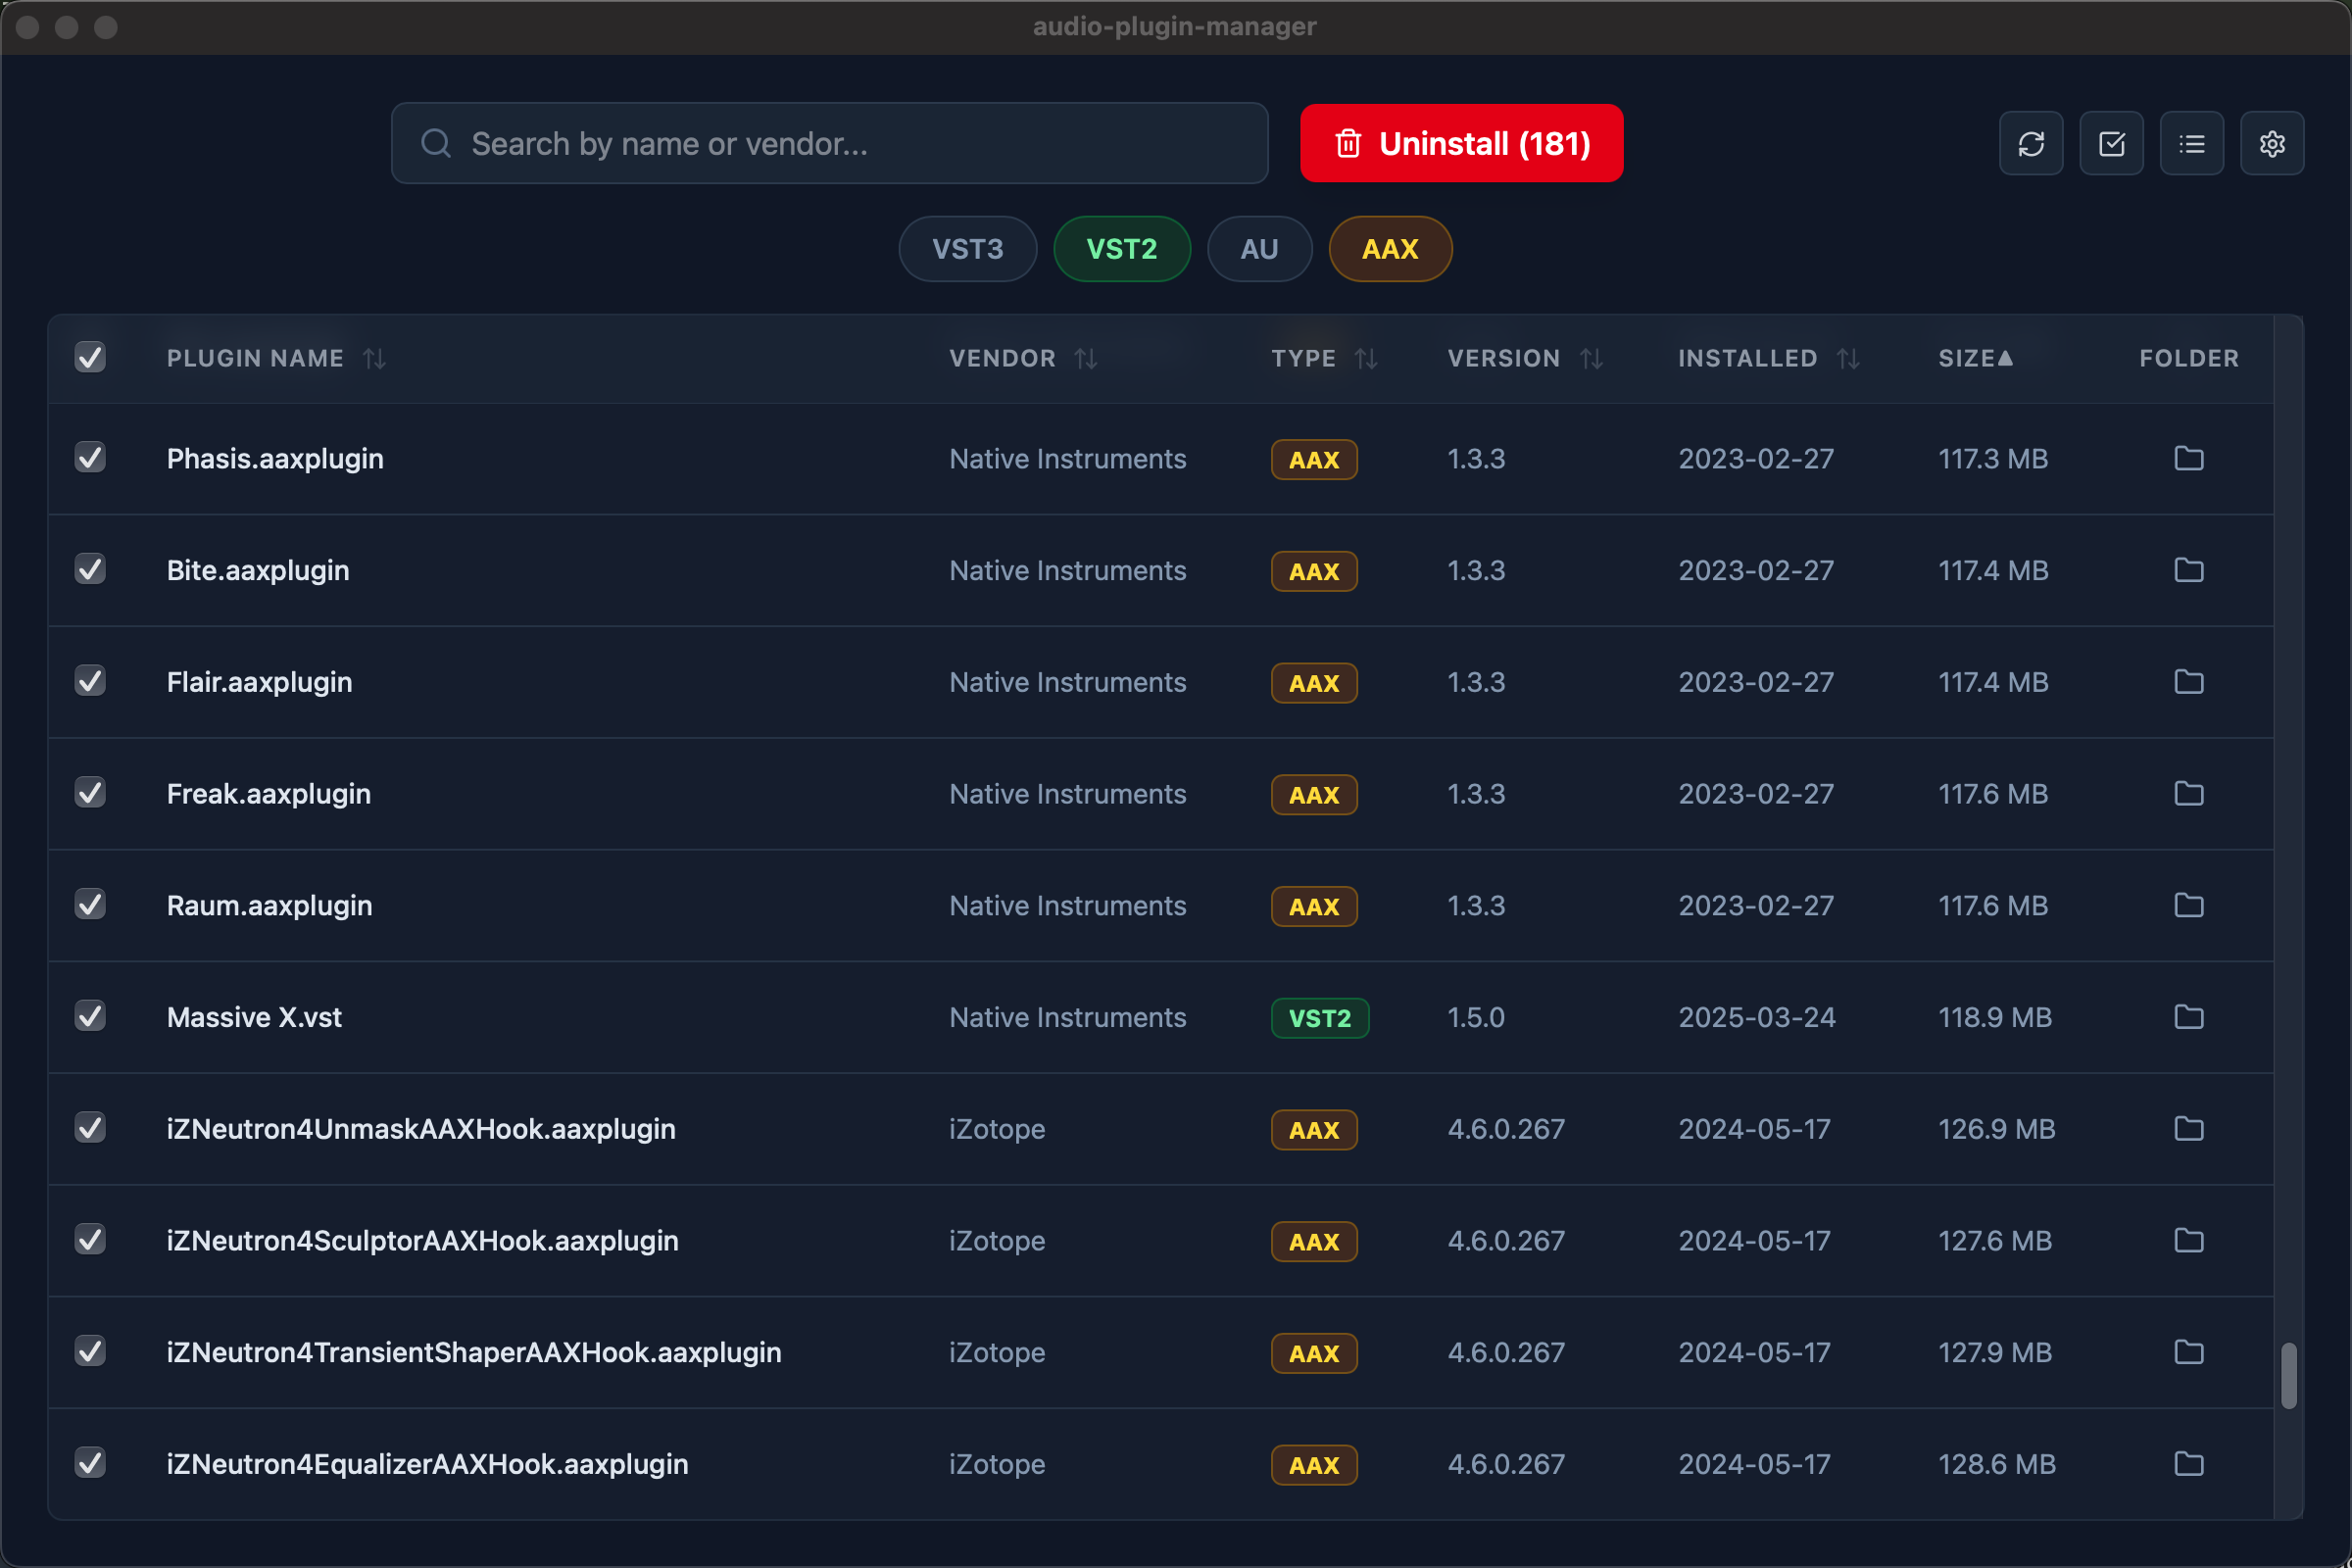 audio-plugin-manager
Search by name or vendor...
Uninstall (181)
VST3 VST2 AU AAX
PLUGIN NAME VENDOR TYPE VERSION INSTALLED SIZE▲ FOLDER
Phasis.aaxplugin Native Instruments AAX 1.3.3 2023-02-27 117.3 MB
Bite.aaxplugin Native Instruments AAX 1.3.3 2023-02-27 117.4 MB
Flair.aaxplugin Native Instruments AAX 1.3.3 2023-02-27 117.4 MB
Freak.aaxplugin Native Instruments AAX 1.3.3 2023-02-27 117.6 MB
Raum.aaxplugin Native Instruments AAX 1.3.3 2023-02-27 117.6 MB
Massive X.vst Native Instruments VST2 1.5.0 2025-03-24 118.9 MB
iZNeutron4UnmaskAAXHook.aaxplugin iZotope AAX 4.6.0.267 2024-05-17 126.9 MB
iZNeutron4SculptorAAXHook.aaxplugin iZotope AAX 4.6.0.267 2024-05-17 127.6 MB
iZNeutron4TransientShaperAAXHook.aaxplugin iZotope AAX 4.6.0.267 2024-05-17 127.9 MB
iZNeutron4EqualizerAAXHook.aaxplugin iZotope AAX 4.6.0.267 2024-05-17 128.6 MB